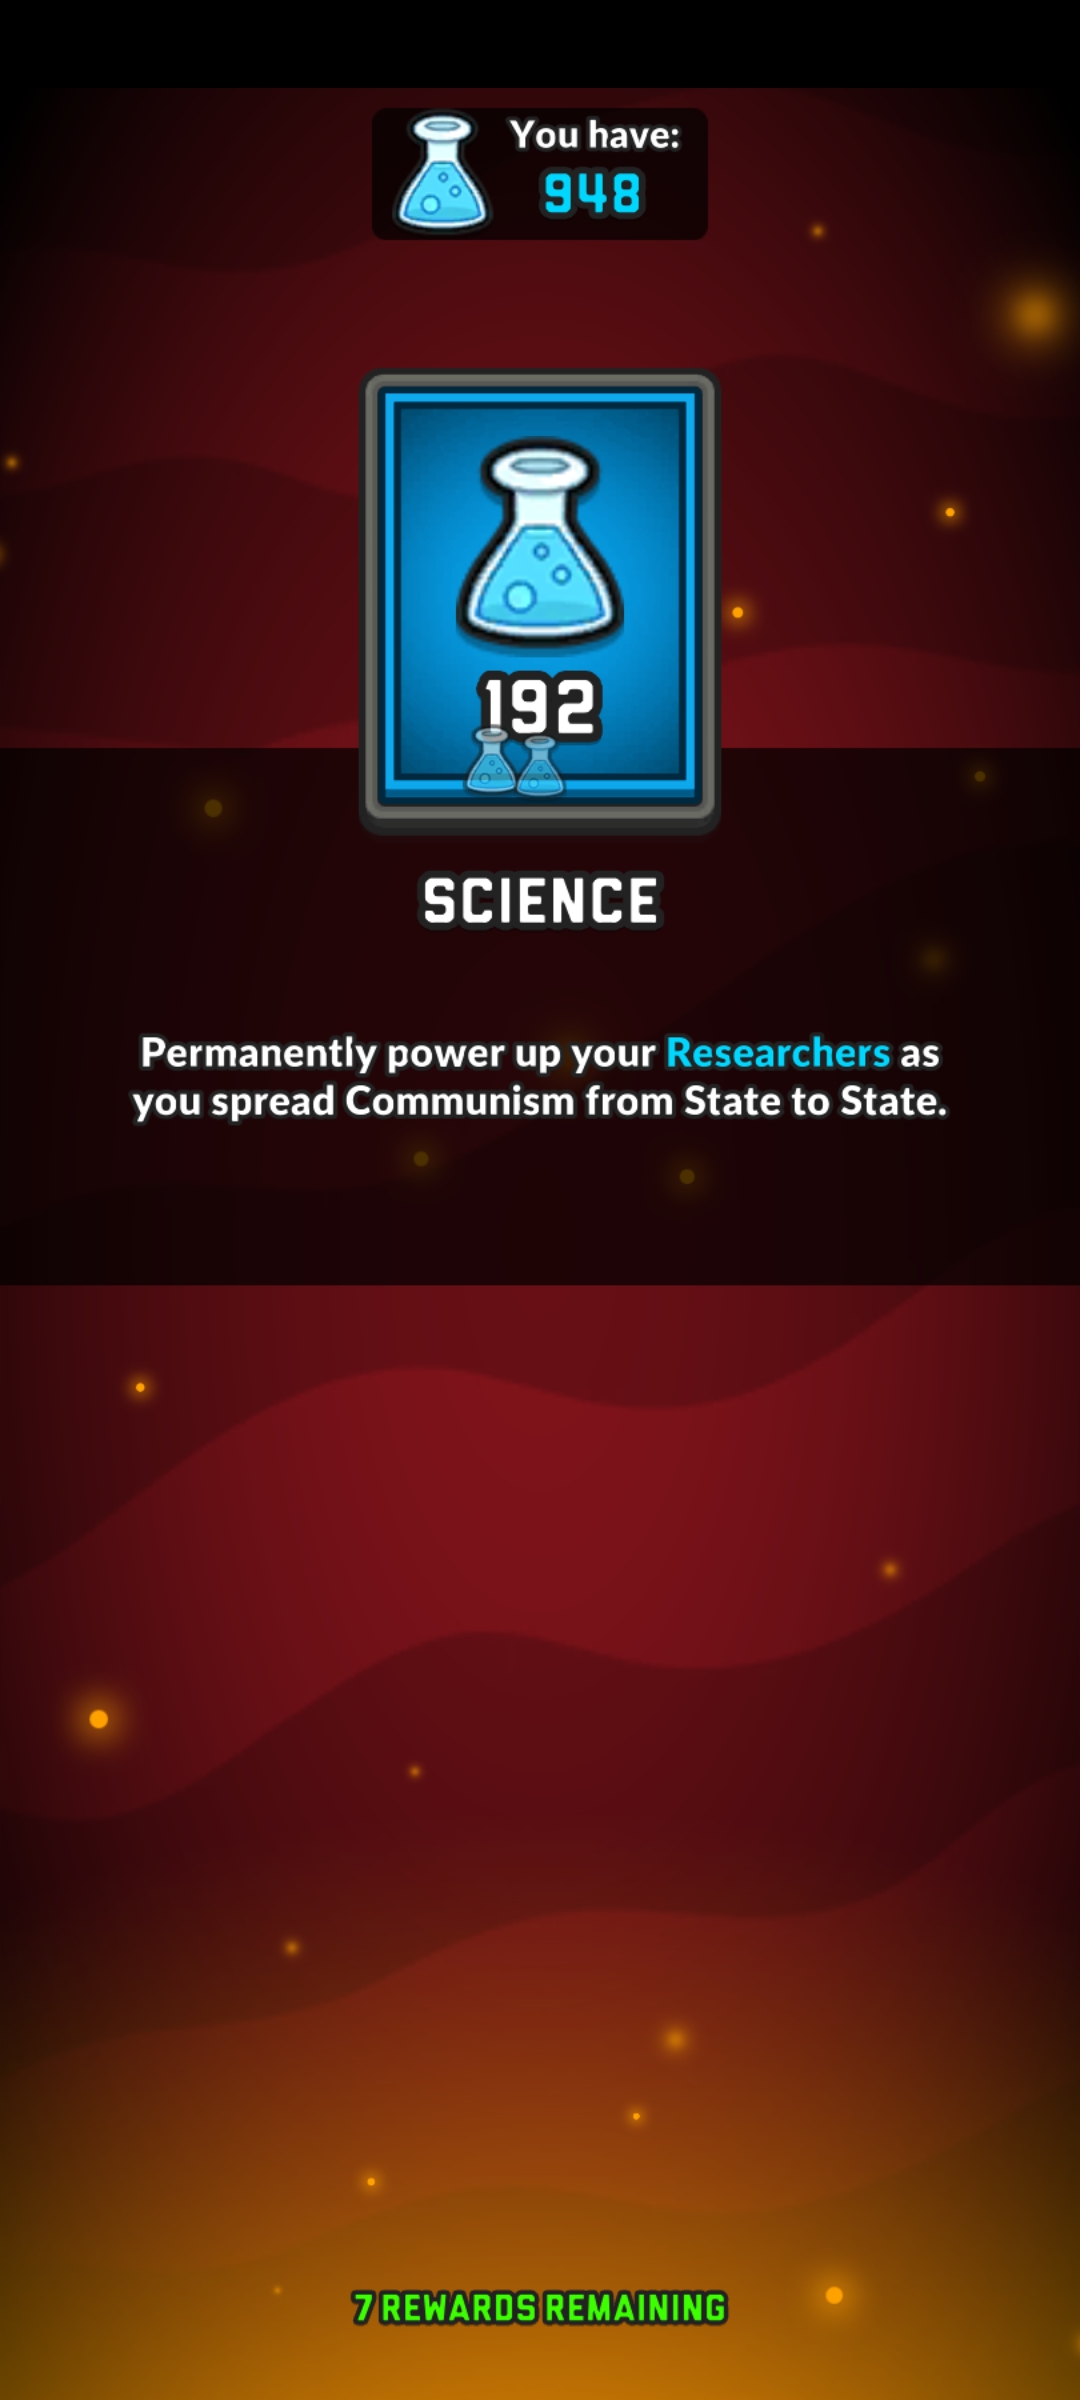 You have:
948
192
SCIENCE
Permanently power up your Researchers as
you spread Communism from State to State.
7 REWARDS REMAINING